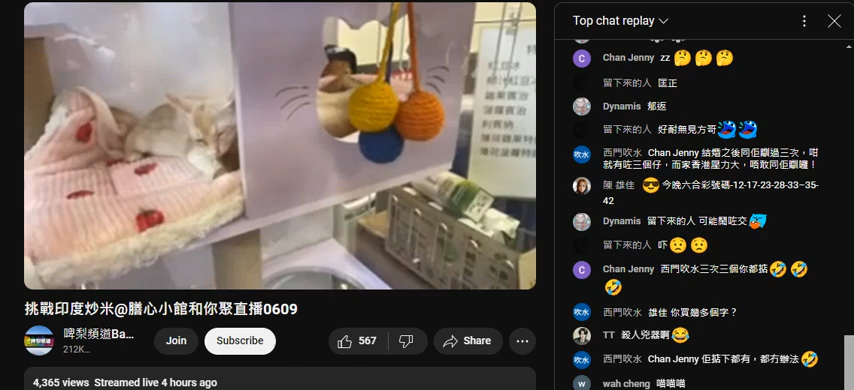 Top chat replay
Chan Jenny zz 🤔🤔🤔
留下來的人 匡正
Dynamis 郁返
留下來的人 好耐無見方哥
西門吹水 Chan Jenny 結婚之後同佢瞓過三次，咁
就有咗三個仔，而家香港壓力大，唔敢同佢瞓囉！
陳 雄佳 😎今晚六合彩號碼-12-17-23-28-33--35-
42
Dynamis 留下來的人 可能鬧咗交
留下來的人 吓😟😟
Chan Jenny 西門吹水三次三個你都掂🤣🤣
🤣
西門吹水 雄佳 你買幾多個字？
TT 殺人兇器啊😂
西門吹水 Chan Jenny 佢掂下都有，都冇辦法🤣
wah cheng 喵喵喵
特
紅豆冰
挑戰印度炒米@膳心小館和你聚直播0609
啤梨頻道Ba...
212K...
Join
Subscribe
567
Share
4,365 views Streamed live 4 hours ago